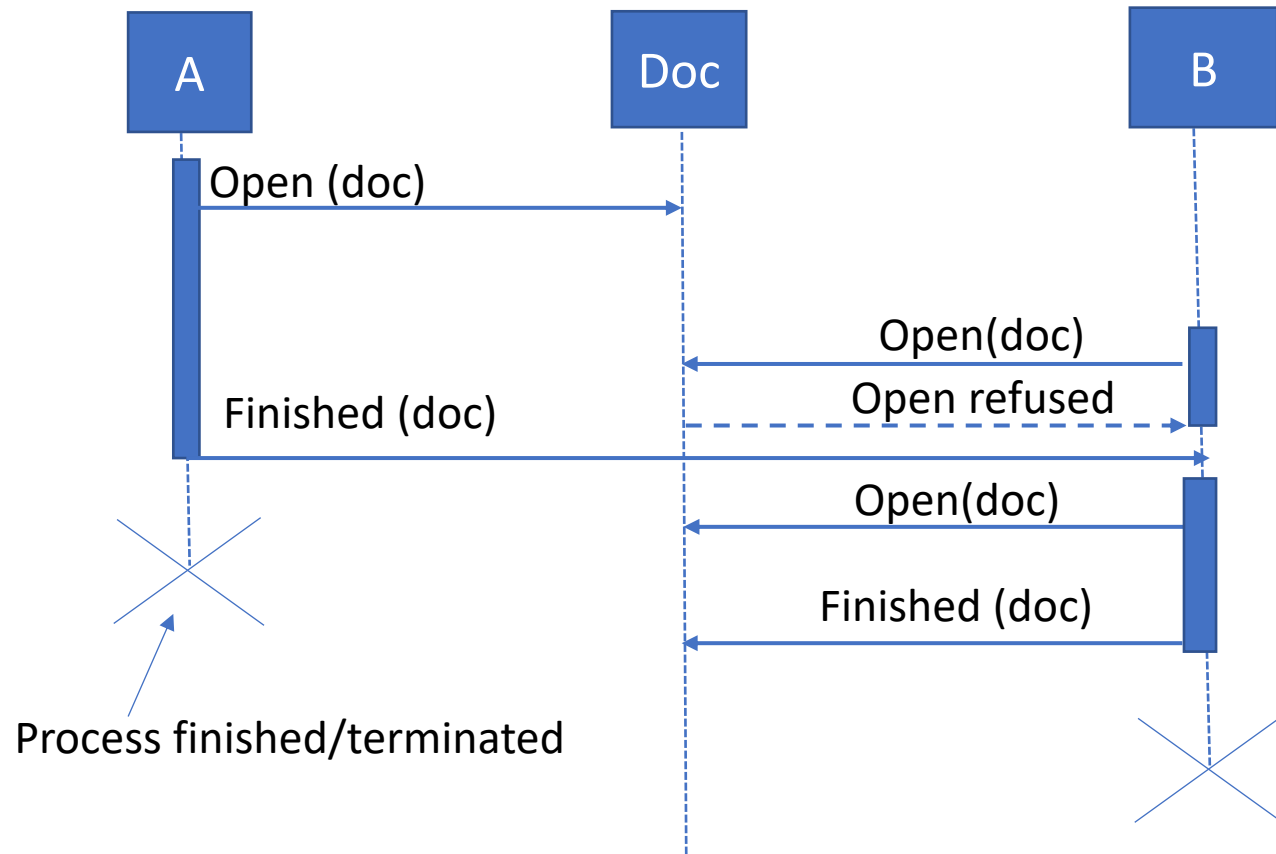 A
Doc
B
Open (doc)
Open(doc)
Open refused
Finished (doc)
Open(doc)
Finished (doc)
Process finished/terminated